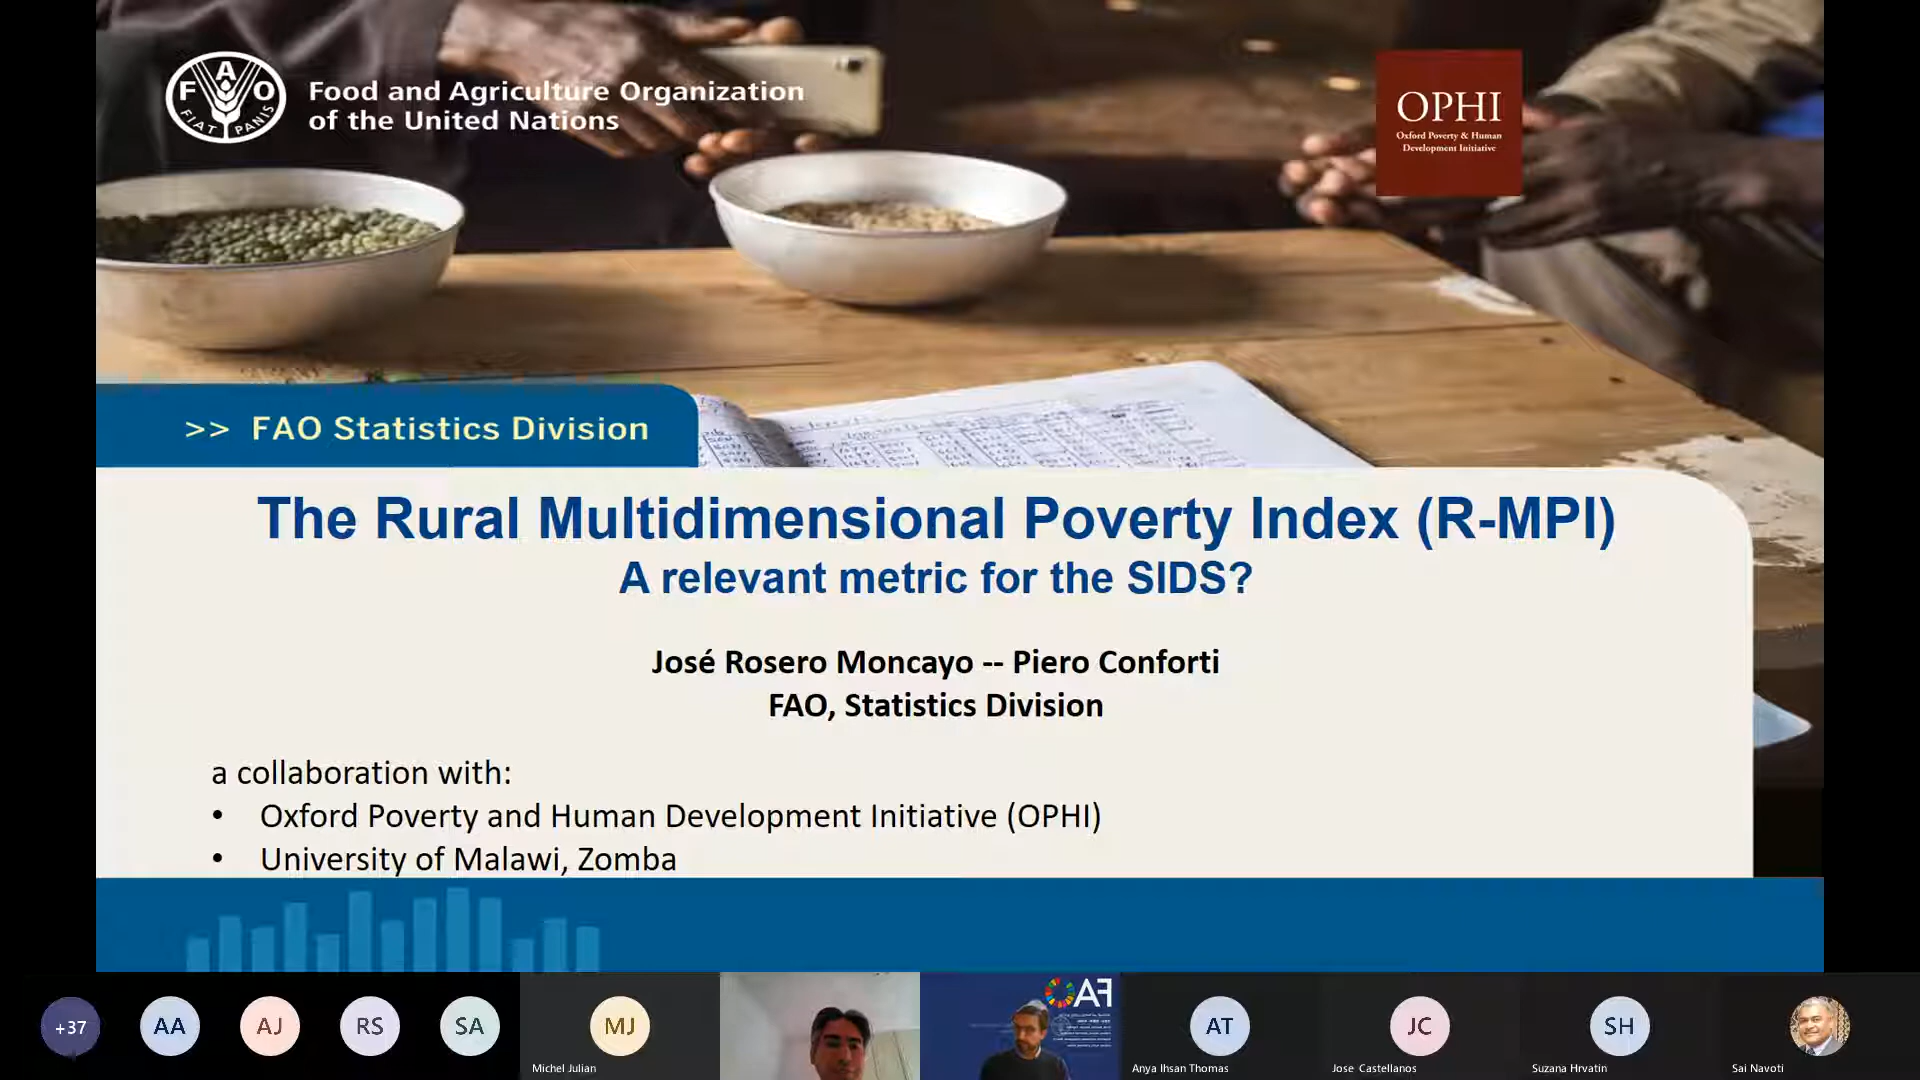 FAO
FIAT PANIS
Food and Agriculture Organization
of the United Nations
OPHI
Oxford Poverty & Human
Development Initiative
>> FAO Statistics Division
The Rural Multidimensional Poverty Index (R-MPI)
A relevant metric for the SIDS?
José Rosero Moncayo -- Piero Conforti
FAO, Statistics Division
a collaboration with:
• Oxford Poverty and Human Development Initiative (OPHI)
• University of Malawi, Zomba
+37
AA
AJ
RS
SA
MJ
Michel Julian
FAO
AT
Anya Ihsan Thomas
JC
Jose Castellanos
SH
Suzana Hrvatin
Sai Navoti